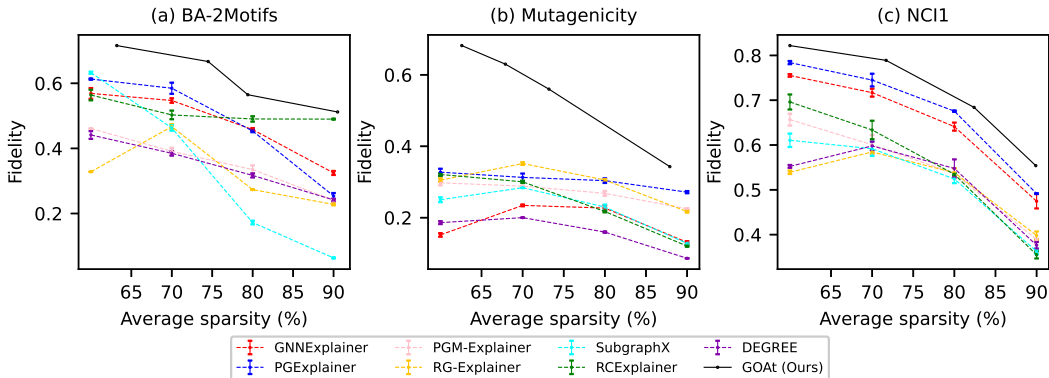 (a) BA-2Motifs
(b) Mutagenicity
(c) NCI1
Fidelity
0.6
0.4
0.2
65 70 75 80 85 90
Average sparsity (%)
Fidelity
0.6
0.4
0.2
65 70 75 80 85 90
Average sparsity (%)
Fidelity
0.8
0.7
0.6
0.5
0.4
65 70 75 80 85 90
Average sparsity (%)
GNNExplainer
PGExplainer
PGM-Explainer
RG-Explainer
SubgraphX
RCExplainer
DEGREE
GOAt (Ours)